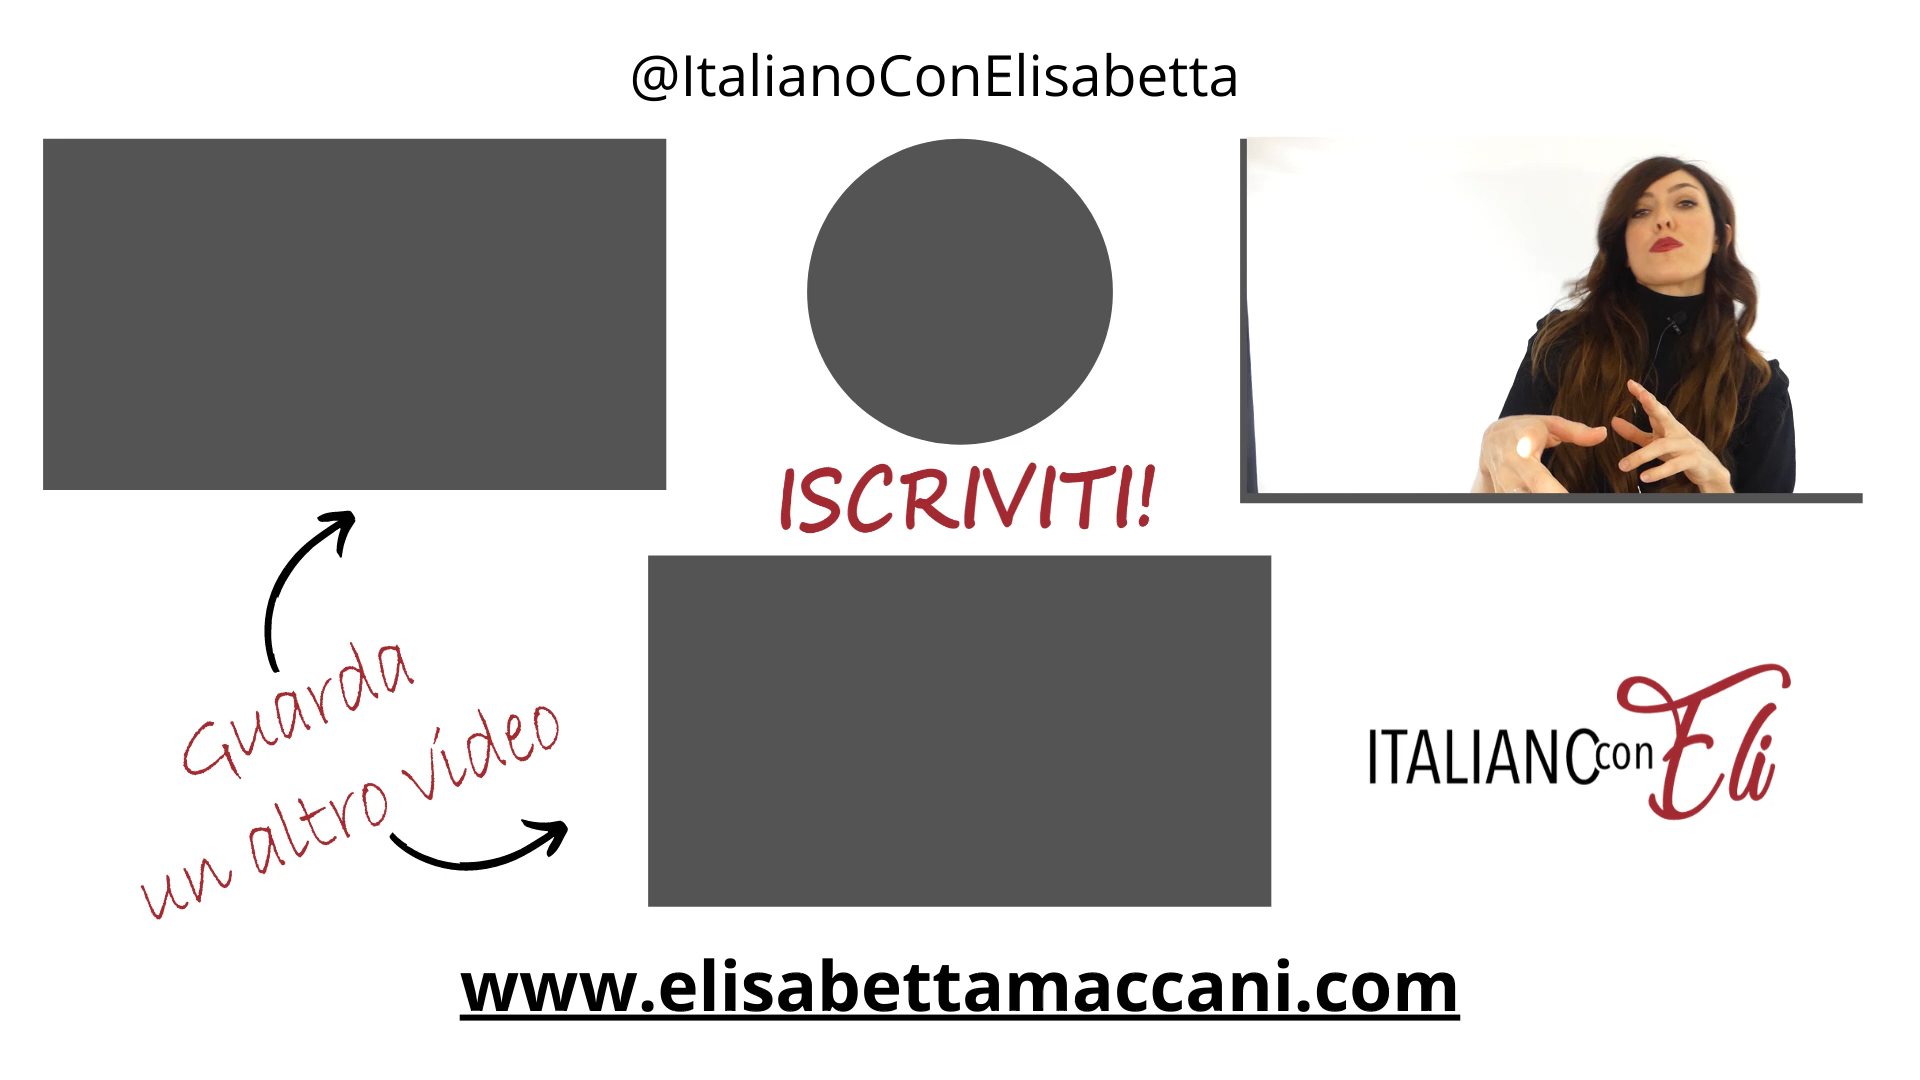 @ItalianoConElisabetta
ISCRIVITI!
Guarda
un altro video
ITALIANO con Eli
www.elisabettamaccani.com